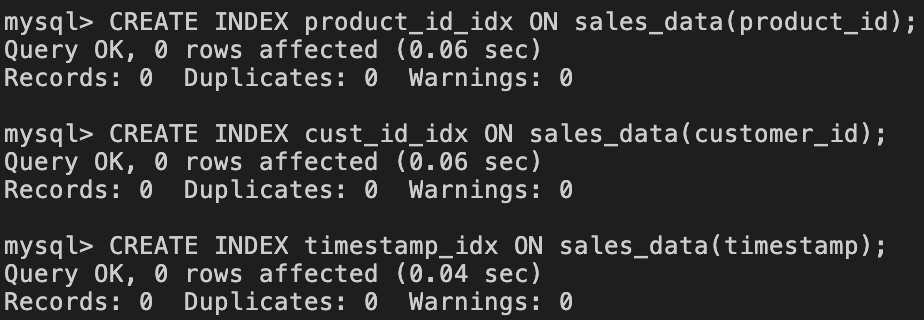 mysql> CREATE INDEX product_id_idx ON sales_data(product_id);
Query OK, 0 rows affected (0.06 sec)
Records: 0  Duplicates: 0  Warnings: 0

mysql> CREATE INDEX cust_id_idx ON sales_data(customer_id);
Query OK, 0 rows affected (0.06 sec)
Records: 0  Duplicates: 0  Warnings: 0

mysql> CREATE INDEX timestamp_idx ON sales_data(timestamp);
Query OK, 0 rows affected (0.04 sec)
Records: 0  Duplicates: 0  Warnings: 0